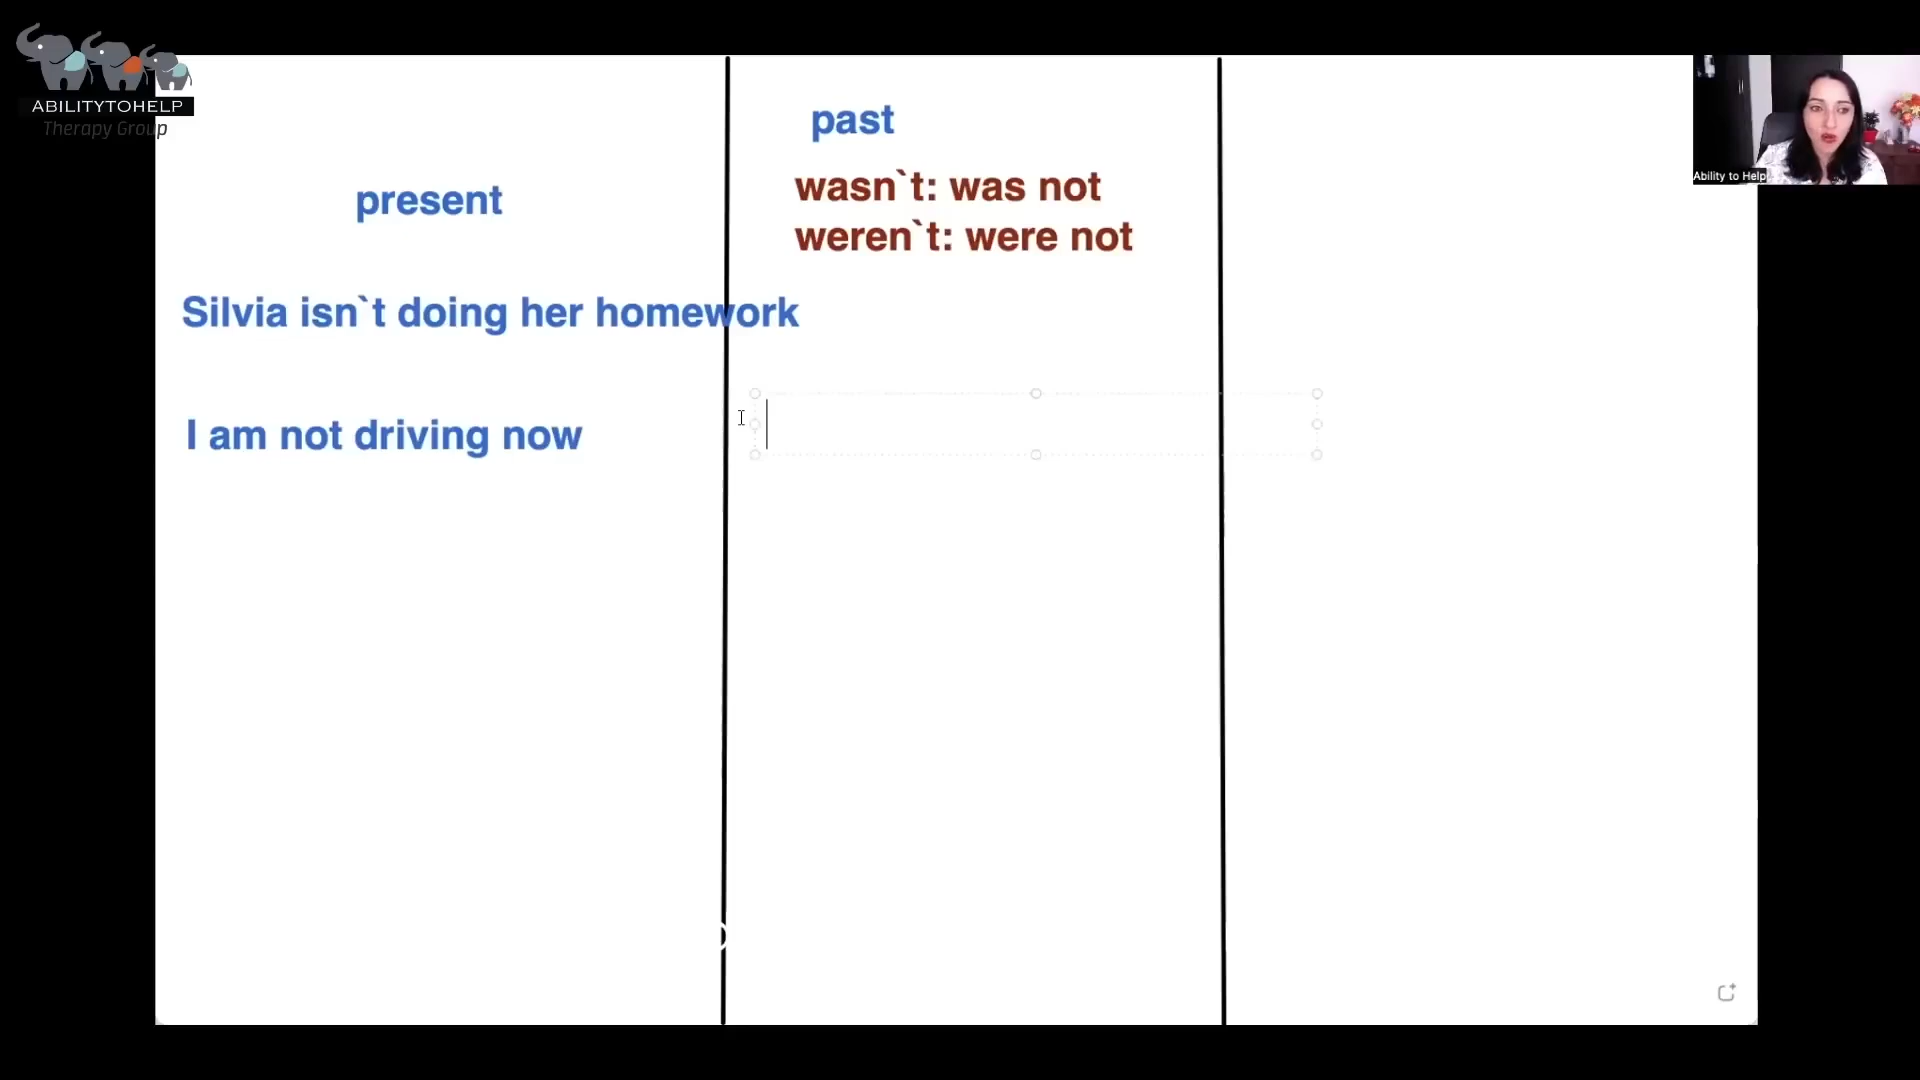 ABILITYTOHELP
Therapy Group
present
Silvia isn`t doing her homework
I am not driving now
past
wasn`t: was not
weren`t: were not
Ability to Help